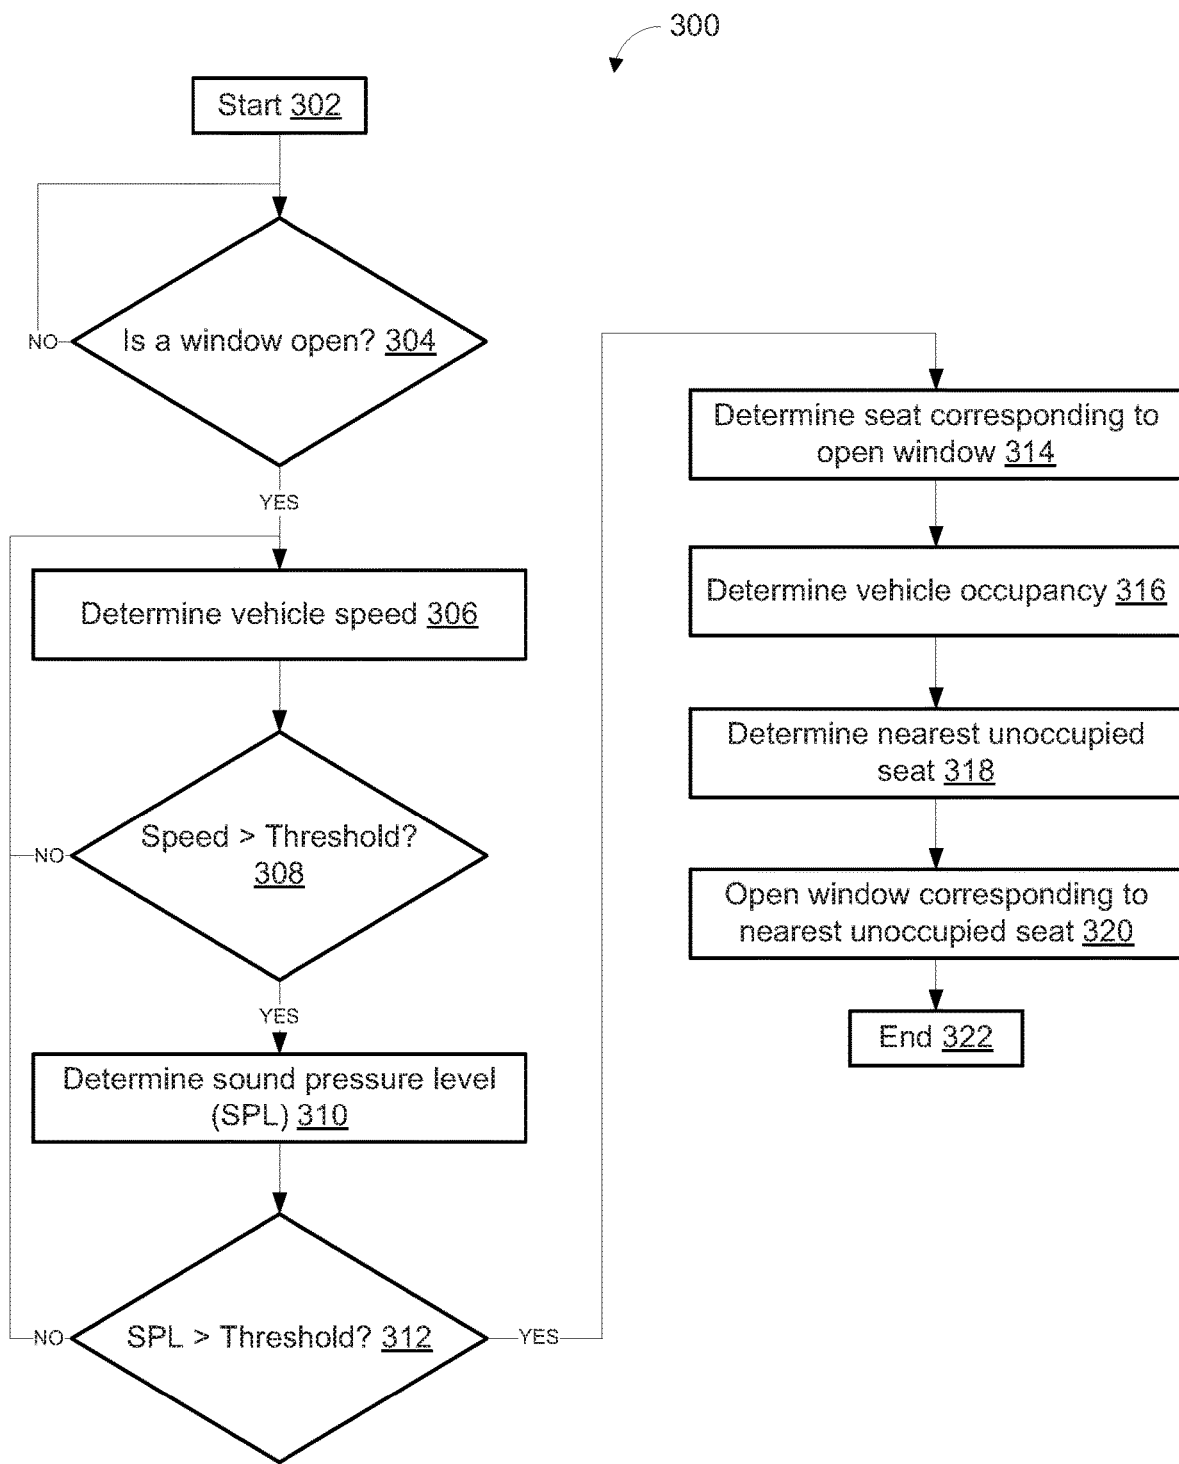 300
Start 302
Is a window open? 304
NO
YES
Determine vehicle speed 306
Speed > Threshold?
308
NO
YES
Determine sound pressure level
(SPL) 310
SPL > Threshold? 312
NO
YES
Determine seat corresponding to
open window 314
Determine vehicle occupancy 316
Determine nearest unoccupied
seat 318
Open window corresponding to
nearest unoccupied seat 320
End 322